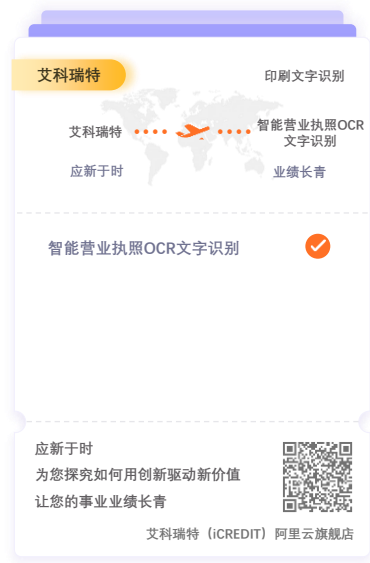 艾科瑞特
印刷文字识别
艾科瑞特
智能营业执照OCR
文字识别
应新于时
业绩长青
智能营业执照OCR文字识别
应新于时
为您探究如何用创新驱动新价值
让您的事业业绩长青
艾科瑞特（iCREDIT）阿里云旗舰店